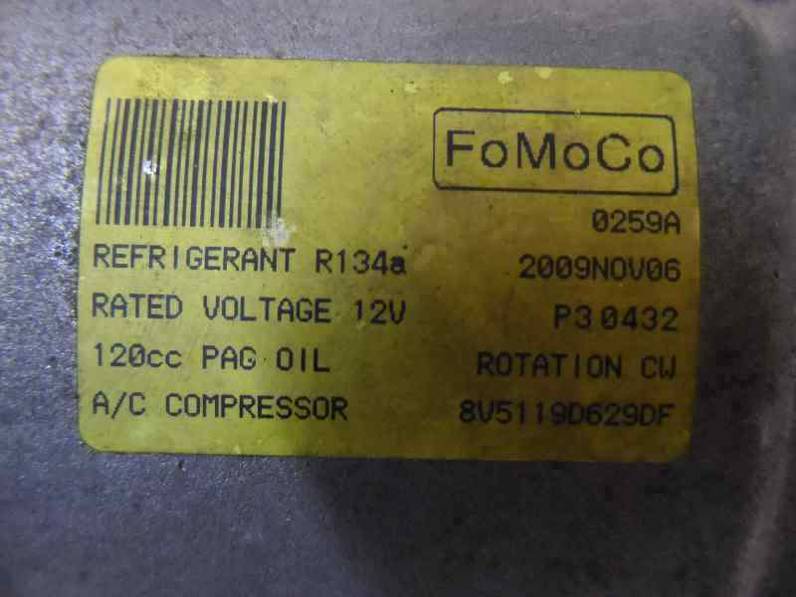 FoMoCo
0259A
REFRIGERANT R134a 2009NOV06
RATED VOLTAGE 12V P3 0432
120cc PAG OIL ROTATION CW
A/C COMPRESSOR 8V5119D629DF